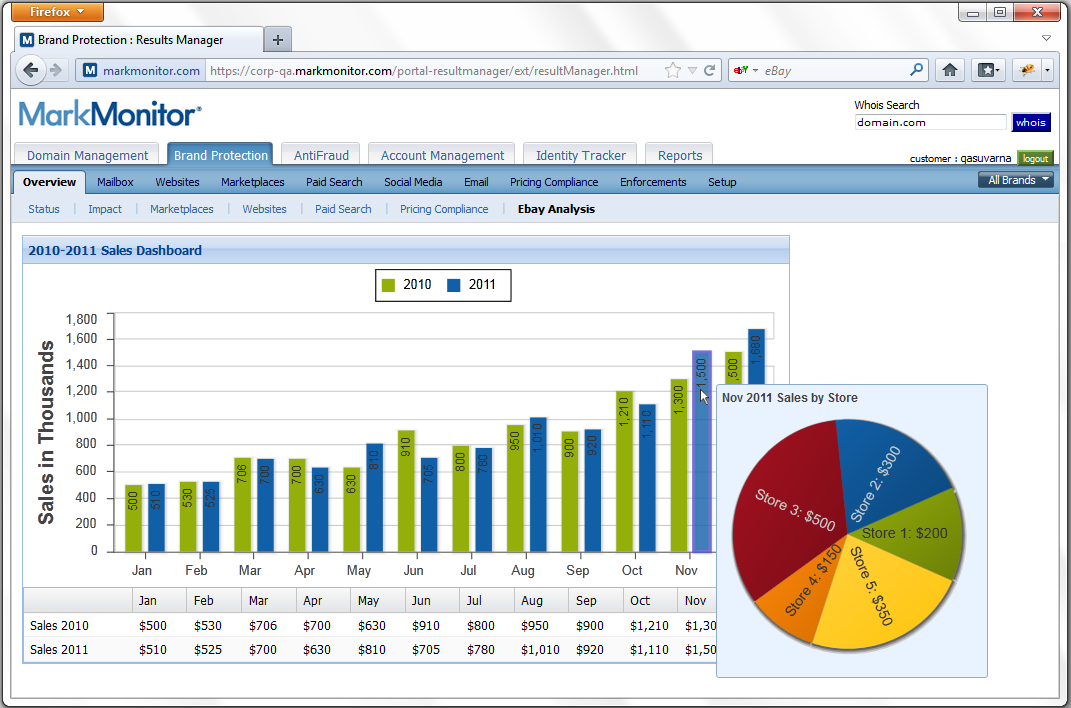 Firefox
Brand Protection : Results Manager
markmonitor.com https://corp-qa.markmonitor.com/portal-resultmanager/ext/resultManager.html eBay
MarkMonitor
Whois Search
domain.com whois
Domain Management Brand Protection AntiFraud Account Management Identity Tracker Reports
customer : qasuvarna logout
Overview Mailbox Websites Marketplaces Paid Search Social Media Email Pricing Compliance Enforcements Setup All Brands
Status Impact Marketplaces Websites Paid Search Pricing Compliance Ebay Analysis
2010-2011 Sales Dashboard
2010 2011
Sales in Thousands
1,800
1,600
1,400
1,200
1,000
800
600
400
200
0
500 510 530 525 706 700 700 630 630 810 910 705 800 780 950 1,010 900 920 1,210 1,110 1,300 1,500 ,500 1,680
Jan Feb Mar Apr May Jun Jul Aug Sep Oct Nov
Jan Feb Mar Apr May Jun Jul Aug Sep Oct Nov
Sales 2010 $500 $530 $706 $700 $630 $910 $800 $950 $900 $1,210 $1,30
Sales 2011 $510 $525 $700 $630 $810 $705 $780 $1,010 $920 $1,110 $1,50
Nov 2011 Sales by Store
Store 2: $300
Store 3: $500
Store 1: $200
Store 4: $150
Store 5: $350